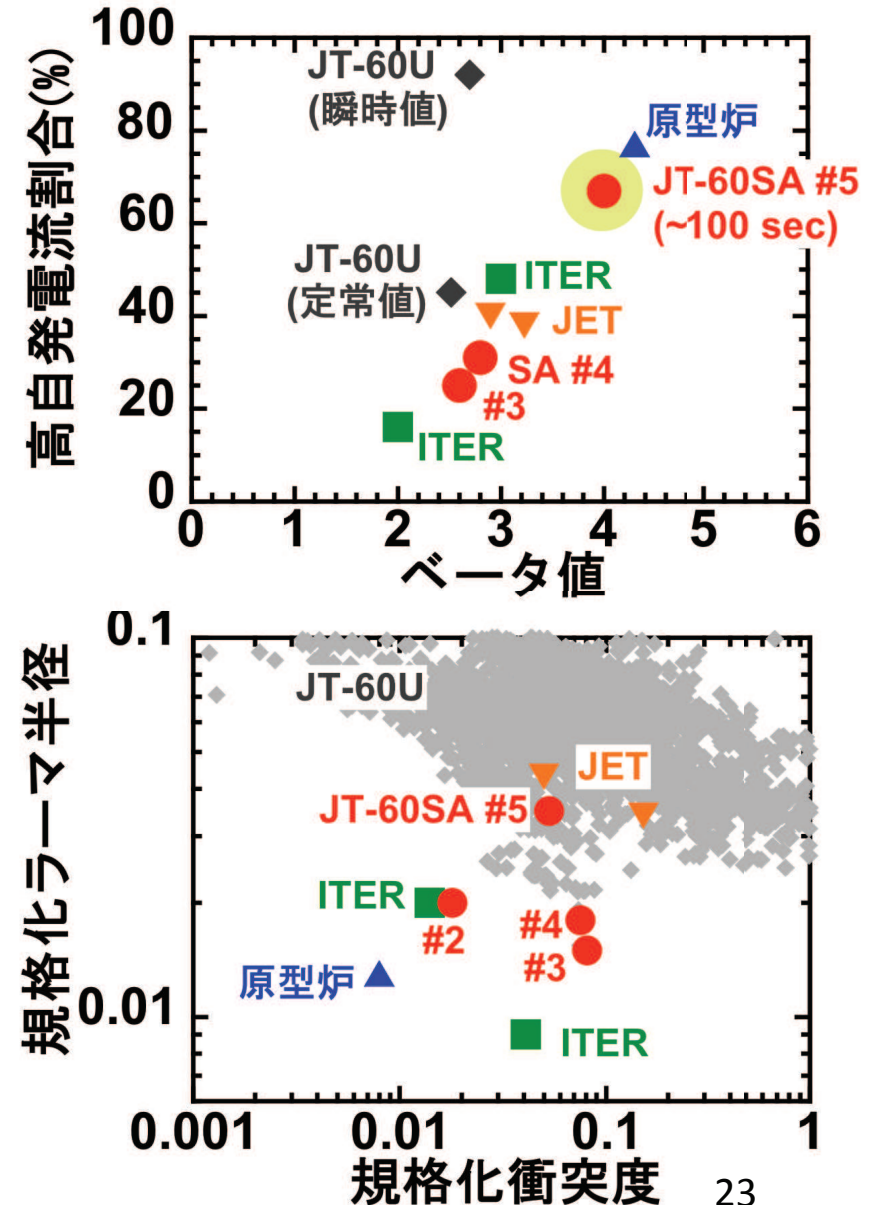 高自発電流割合(%)
100
80
60
40
20
0
JT-60U
(瞬時値)
原型炉
JT-60SA #5
(~100 sec)
JT-60U
(定常値)
ITER
JET
SA #4
#3
ITER
0 1 2 3 4 5 6
ベータ値
規格化ラーマ半径
0.1
0.01
JT-60U
JET
JT-60SA #5
ITER
#2
#4
#3
原型炉
ITER
0.001 0.01 0.1 1
規格化衝突度
23